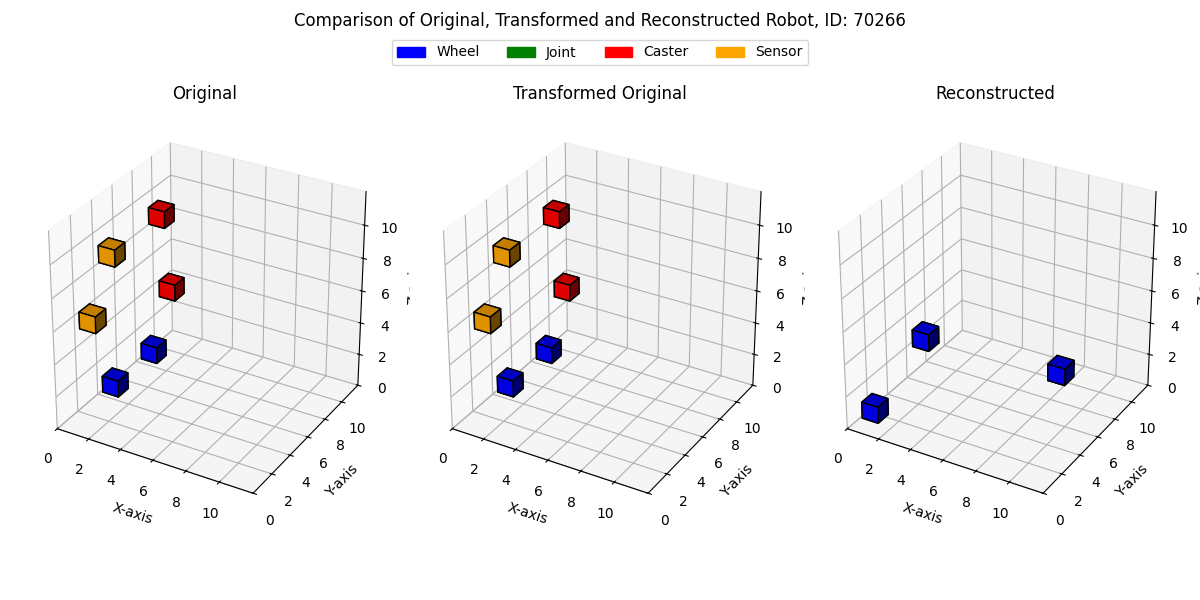 Comparison of Original, Transformed and Reconstructed Robot, ID: 70266
Wheel Joint Caster Sensor
Original
Transformed Original
Reconstructed
0 2 4 6 8 10
X-axis
0 2 4 6 8 10
Y-axis
0 2 4 6 8 10
0 2 4 6 8 10
X-axis
0 2 4 6 8 10
Y-axis
0 2 4 6 8 10
0 2 4 6 8 10
X-axis
0 2 4 6 8 10
Y-axis
0 2 4 6 8 10